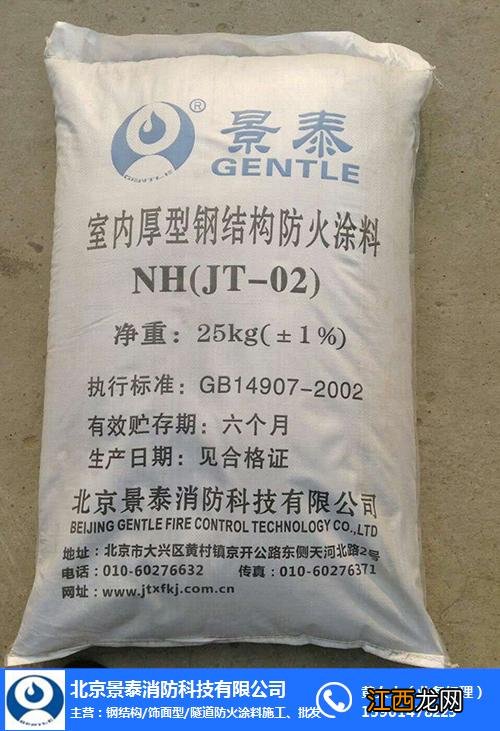 ®
景泰
GENTLE
GENTLE
室内厚型钢结构防火涂料
NH(JT-02)
净重：25kg(±1%)
执行标准：GB14907-2002
有效贮存期：六个月
生产日期：见合格证
北京景泰消防科技有限公司
BEIJING GENTLE FIRE CONTROL TECHNOLOGY CO.,LTD
地址：北京市大兴区黄村镇京开公路东侧天河北路2号
电话：010-60276632 传真：010-60276371
网址：www.jtxfkj.com.cn
北京景泰消防科技有限公司
主营：钢结构/饰面型/隧道防火涂料施工、批发
GENTLE
江西龙网